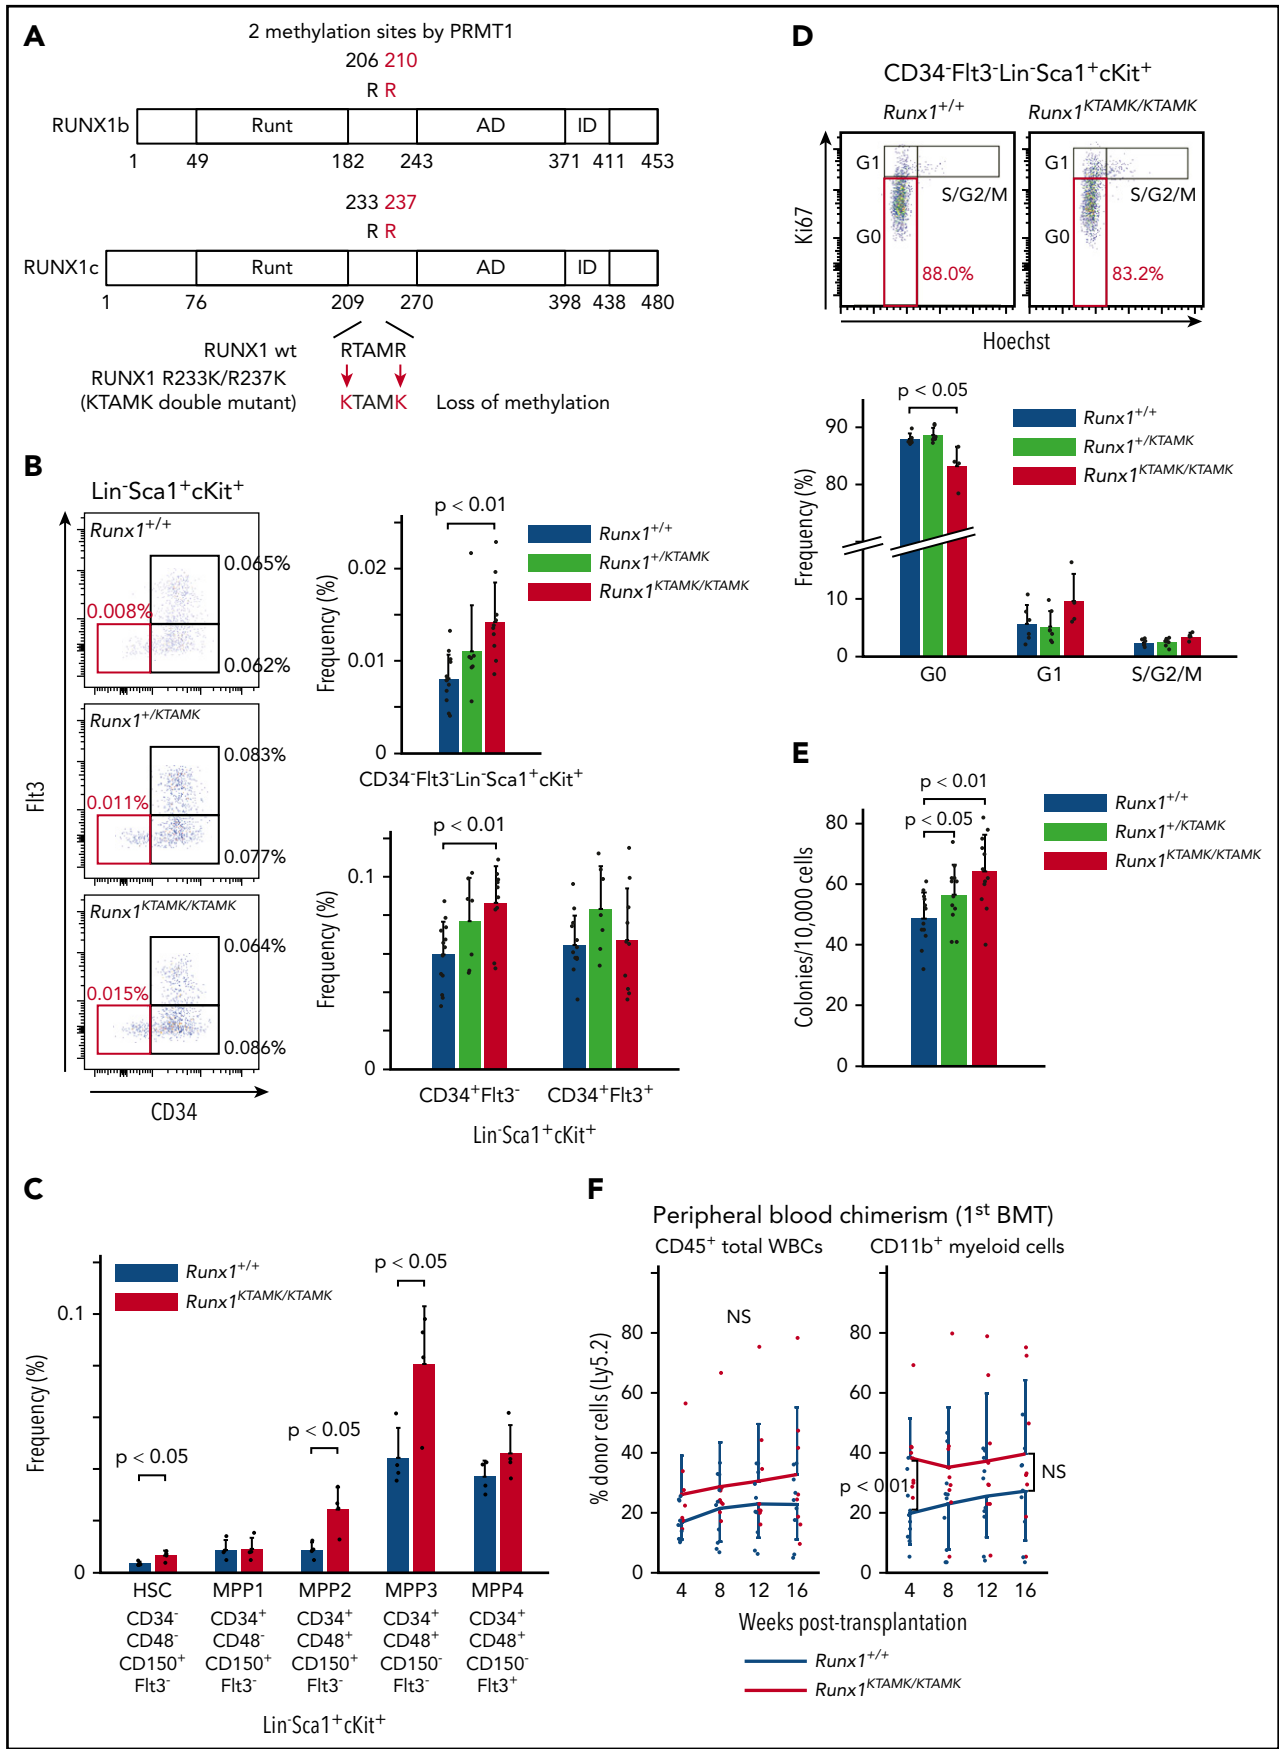 A
2 methylation sites by PRMT1
206 210
R R
RUNX1b
Runt
AD
ID
1 49 182 243 371 411 453
233 237
R R
RUNX1c
Runt
AD
ID
1 76 209 270 398 438 480
RUNX1 wt
RTAMR
RUNX1 R233K/R237K
(KTAMK double mutant)
KTAMK
Loss of methylation
B
Lin⁻Sca1⁺cKit⁺
Runx1⁺/⁺
0.065%
0.008%
0.062%
Runx1⁺/ᴷᵀᴬᴹᴷ
0.083%
0.011%
0.077%
Runx1ᴷᵀᴬᴹᴷ/ᴷᵀᴬᴹᴷ
0.064%
0.015%
0.086%
Flt3
CD34
p < 0.01
Runx1⁺/⁺
Runx1⁺/ᴷᵀᴬᴹᴷ
Runx1ᴷᵀᴬᴹᴷ/ᴷᵀᴬᴹᴷ
Frequency (%)
0.02
0.01
0
CD34⁻Flt3⁻Lin⁻Sca1⁺cKit⁺
p < 0.01
Frequency (%)
0.1
0
CD34⁺Flt3⁻ CD34⁺Flt3⁺
Lin⁻Sca1⁺cKit⁺
C
Runx1⁺/⁺
Runx1ᴷᵀᴬᴹᴷ/ᴷᵀᴬᴹᴷ
p < 0.05
p < 0.05
p < 0.05
Frequency (%)
0.1
0
HSC MPP1 MPP2 MPP3 MPP4
CD34⁻ CD34⁺ CD34⁺ CD34⁺ CD34⁺
CD48⁻ CD48⁻ CD48⁺ CD48⁺ CD48⁺
CD150⁺ CD150⁺ CD150⁺ CD150⁻ CD150⁻
Flt3⁻ Flt3⁻ Flt3⁻ Flt3⁻ Flt3⁺
Lin⁻Sca1⁺cKit⁺
D
CD34⁻Flt3⁻Lin⁻Sca1⁺cKit⁺
Runx1⁺/⁺ Runx1ᴷᵀᴬᴹᴷ/ᴷᵀᴬᴹᴷ
G1
S/G2/M
G0
88.0%
G1
S/G2/M
G0
83.2%
Ki67
Hoechst
p < 0.05
Runx1⁺/⁺
Runx1⁺/ᴷᵀᴬᴹᴷ
Runx1ᴷᵀᴬᴹᴷ/ᴷᵀᴬᴹᴷ
Frequency (%)
90
80
10
0
G0 G1 S/G2/M
E
p < 0.01
p < 0.05
Runx1⁺/⁺
Runx1⁺/ᴷᵀᴬᴹᴷ
Runx1ᴷᵀᴬᴹᴷ/ᴷᵀᴬᴹᴷ
Colonies/10,000 cells
80
60
40
20
0
F
Peripheral blood chimerism (1ˢᵗ BMT)
CD45⁺ total WBCs CD11b⁺ myeloid cells
% donor cells (Ly5.2)
NS
80
60
40
20
0
4 8 12 16
80
60
40
20
0
p < 0.01
NS
4 8 12 16
Weeks post-transplantation
Runx1⁺/⁺
Runx1ᴷᵀᴬᴹᴷ/ᴷᵀᴬᴹᴷ